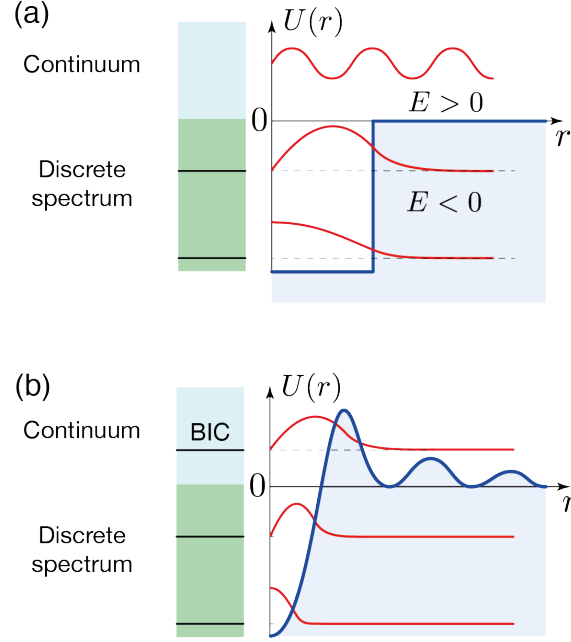 (a)
U(r)
Continuum
E > 0
0
r
Discrete
spectrum
E < 0
(b)
U(r)
Continuum
BIC
0
r
Discrete
spectrum